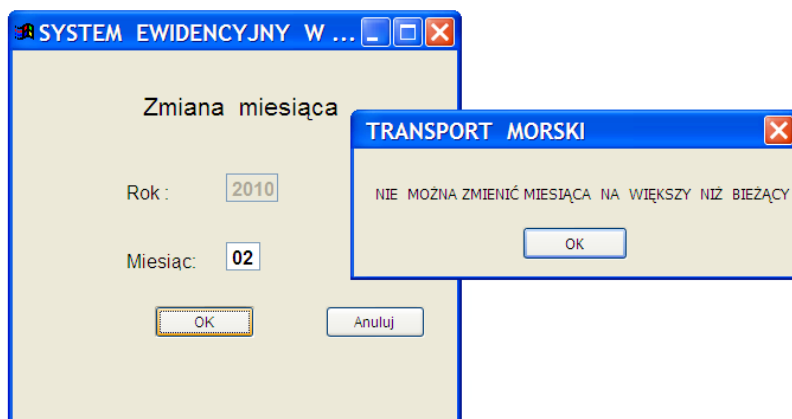 SYSTEM EWIDENCYJNY W ...
Zmiana miesiąca
Rok :
2010
Miesiąc:
02
OK
Anuluj
TRANSPORT MORSKI
NIE MOŻNA ZMIENIĆ MIESIĄCA NA WIĘKSZY NIŻ BIEŻĄCY
OK